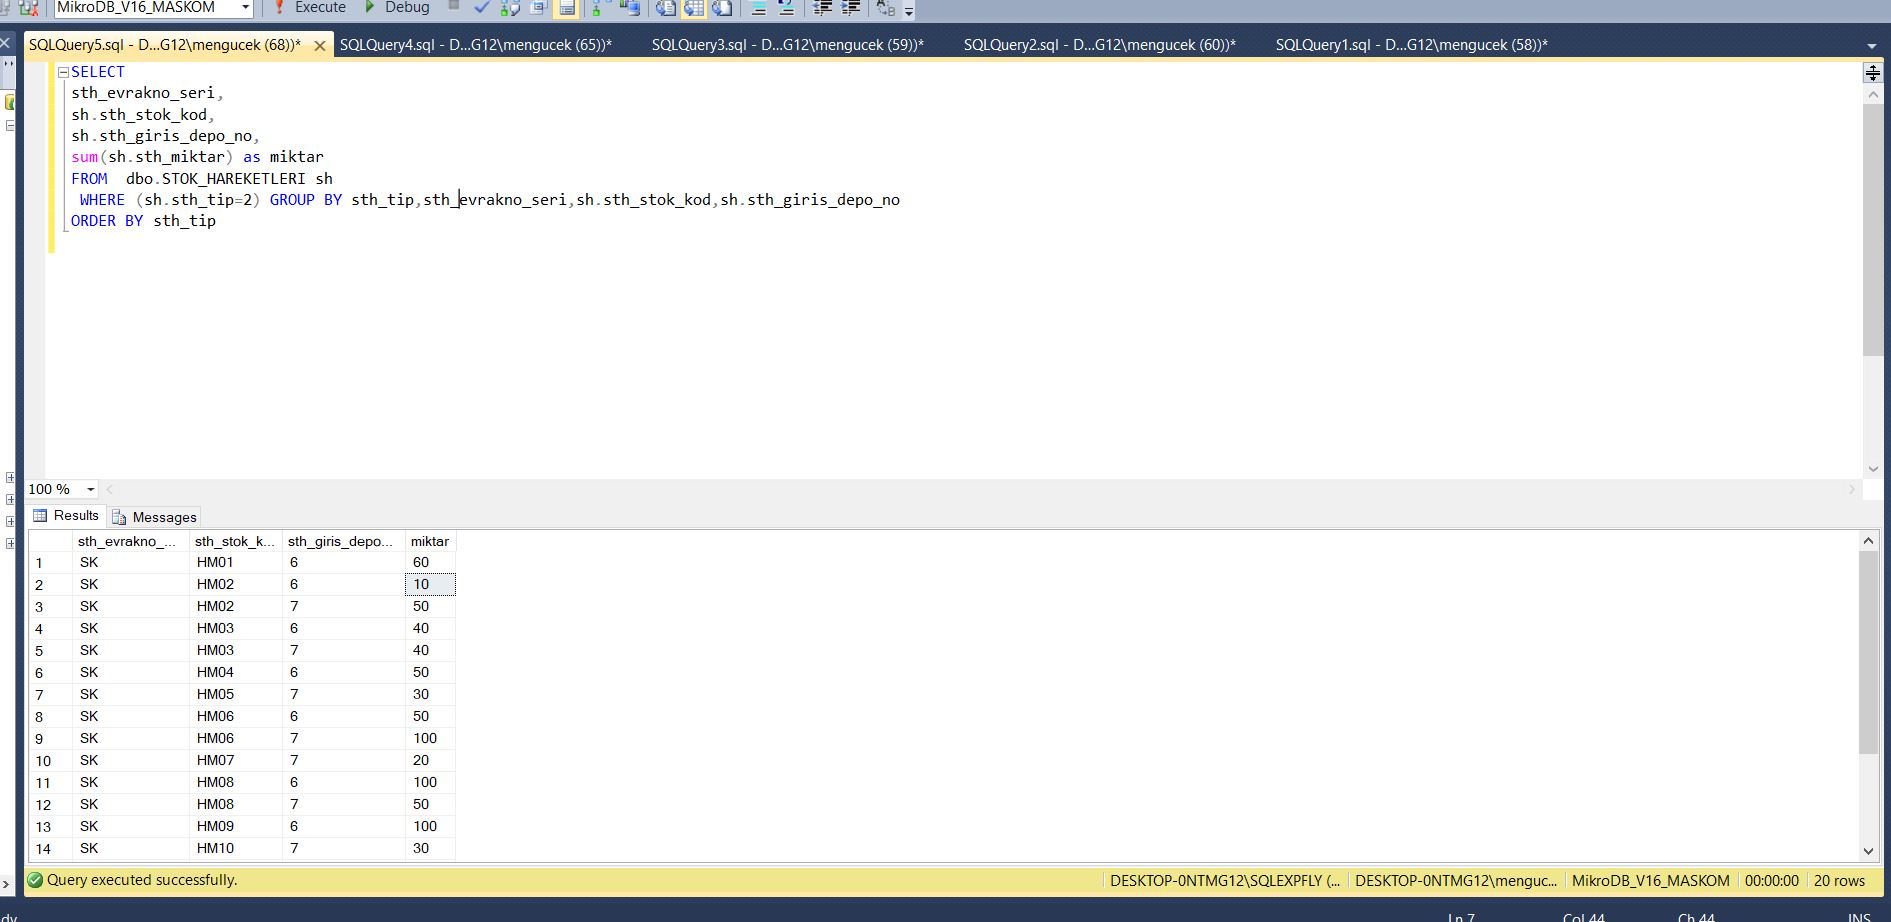 MikroDB_V16_MASKOM Execute Debug
SQLQuery5.sql - D...G12\mengucek (68))* SQLQuery4.sql - D...G12\mengucek (65))* SQLQuery3.sql - D...G12\mengucek (59))* SQLQuery2.sql - D...G12\mengucek (60))* SQLQuery1.sql - D...G12\mengucek (58))*
SELECT
sth_evrakno_seri,
sh.sth_stok_kod,
sh.sth_giris_depo_no,
sum(sh.sth_miktar) as miktar
FROM dbo.STOK_HAREKETLERI sh
WHERE (sh.sth_tip=2) GROUP BY sth_tip,sth_evrakno_seri,sh.sth_stok_kod,sh.sth_giris_depo_no
ORDER BY sth_tip
100 %
Results Messages
sth_evrakno_... sth_stok_k... sth_giris_depo... miktar
1 SK HM01 6 60
2 SK HM02 6 10
3 SK HM02 7 50
4 SK HM03 6 40
5 SK HM03 7 40
6 SK HM04 6 50
7 SK HM05 7 30
8 SK HM06 6 50
9 SK HM06 7 100
10 SK HM07 7 20
11 SK HM08 6 100
12 SK HM08 7 50
13 SK HM09 6 100
14 SK HM10 7 30
Query executed successfully. DESKTOP-0NTMG12\SQLEXPFLY (... DESKTOP-0NTMG12\menguc... MikroDB_V16_MASKOM 00:00:00 20 rows
dy Ln 7 Col 44 Ch 44 INS